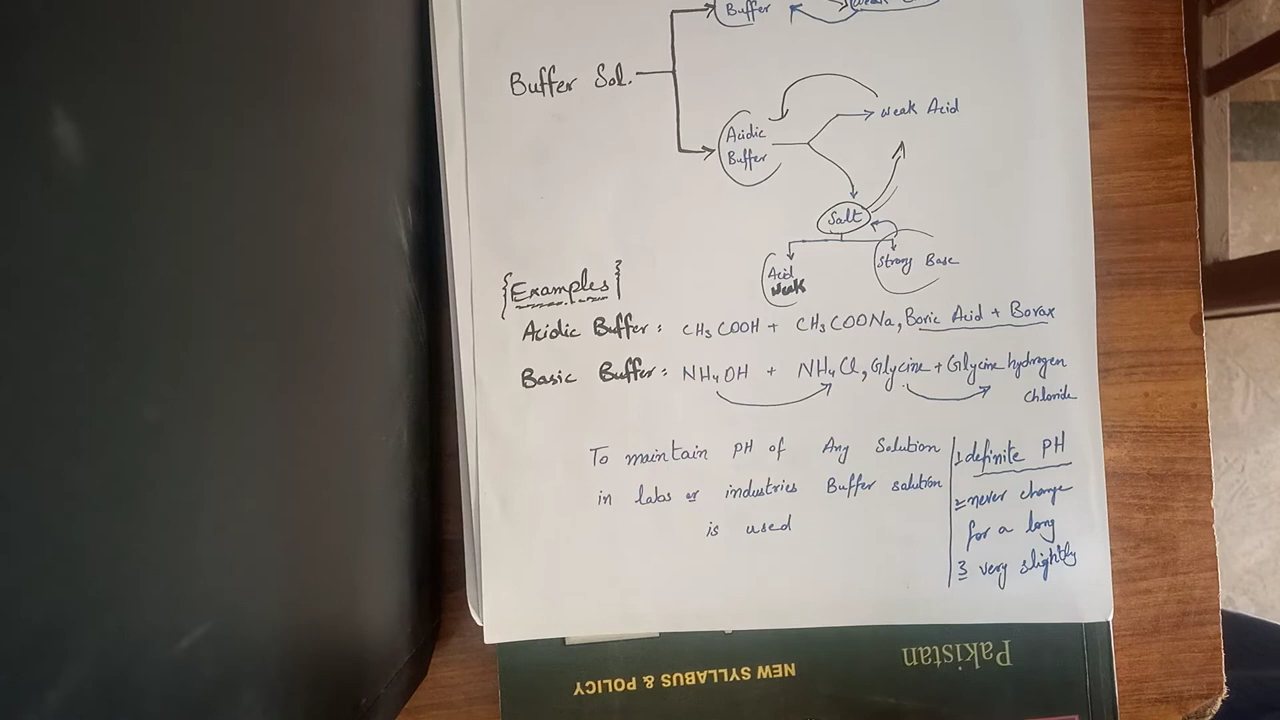 Buffer
Buffer Sol.
Acidic
Buffer
weak Acid
Salt
Acid
Weak
Strong Base
{Examples}
Acidic Buffer: CH3COOH + CH3COONa, Boric Acid + Borax
Basic Buffer: NH4OH + NH4Cl, Glycine + Glycine hydrogen
chloride
To maintain PH of Any Solution
in labs or industries Buffer solution
is used
1 definite PH
2 never change
for a long
3 very slightly
Pakistan
NEW SYLLABUS & POLICY